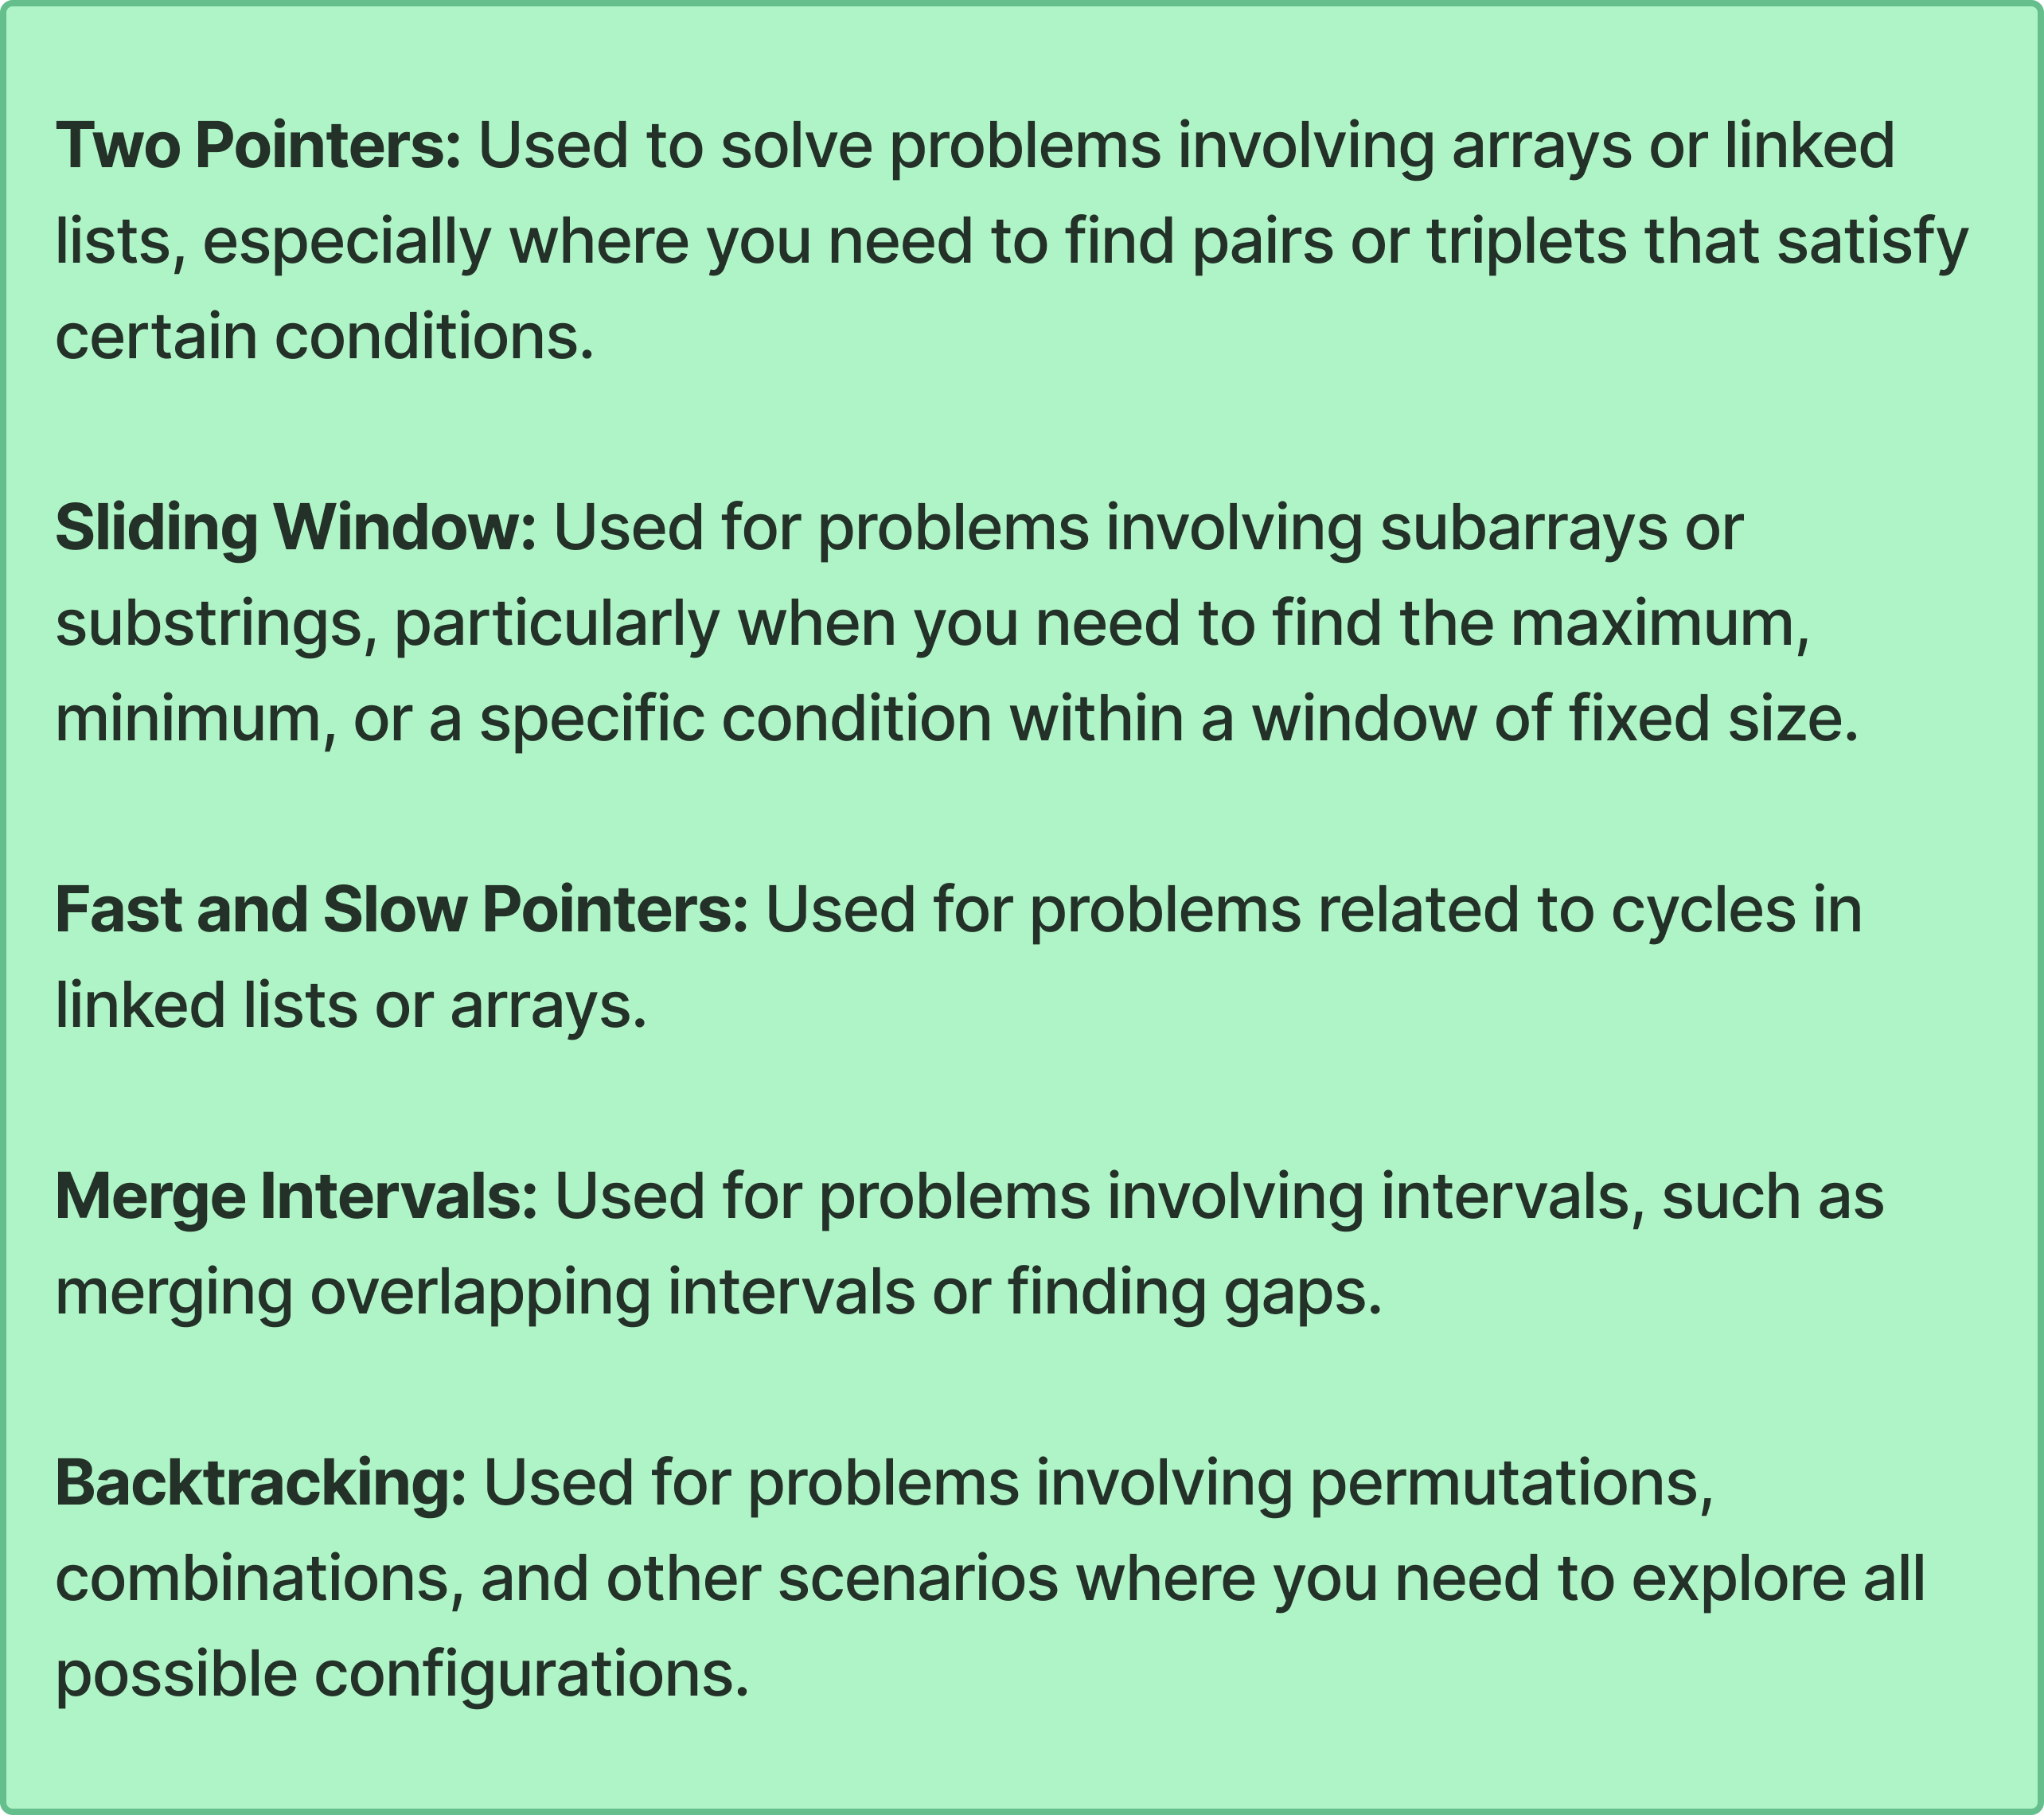 Two Pointers: Used to solve problems involving arrays or linked
lists, especially where you need to find pairs or triplets that satisfy
certain conditions.
Sliding Window: Used for problems involving subarrays or
substrings, particularly when you need to find the maximum,
minimum, or a specific condition within a window of fixed size.
Fast and Slow Pointers: Used for problems related to cycles in
linked lists or arrays.
Merge Intervals: Used for problems involving intervals, such as
merging overlapping intervals or finding gaps.
Backtracking: Used for problems involving permutations,
combinations, and other scenarios where you need to explore all
possible configurations.